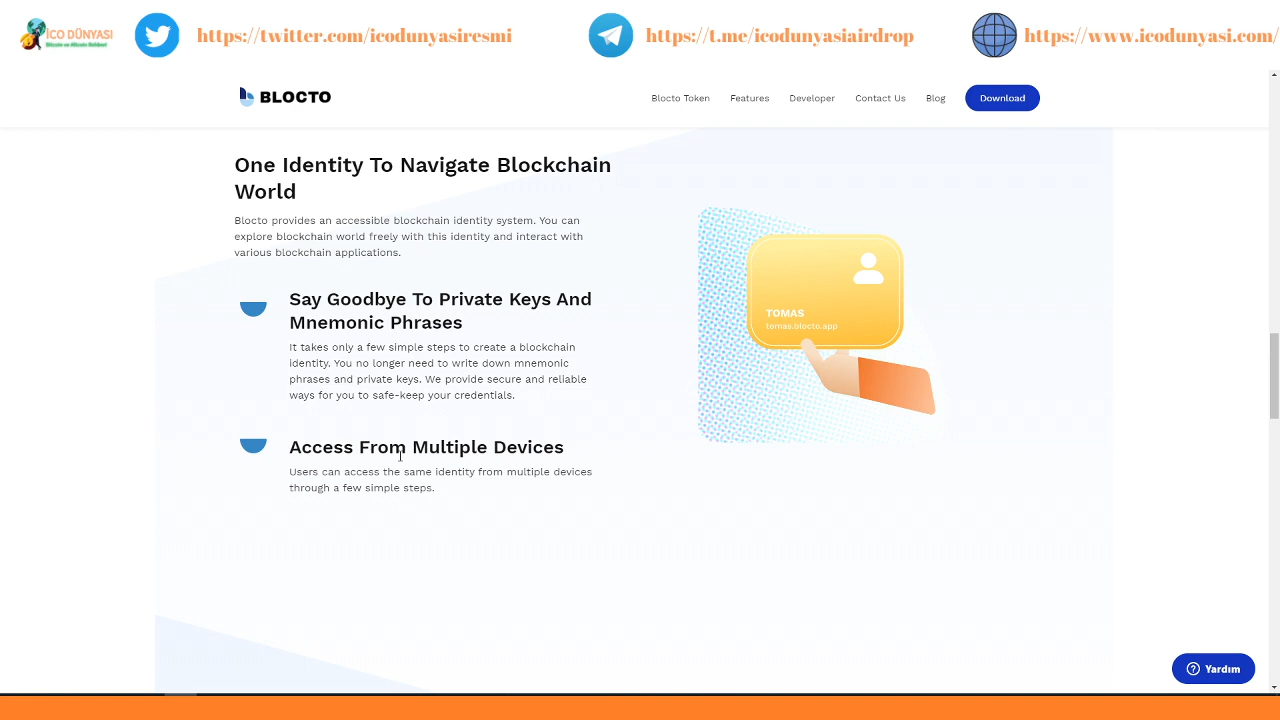 İCO DÜNYASI
Bitcoin ve Altcoin Rehberi
https://twitter.com/icodunyasiresmi
https://t.me/icodunyasiairdrop
https://www.icodunyasi.com/
BLOCTO
Blocto Token
Features
Developer
Contact Us
Blog
Download
One Identity To Navigate Blockchain
World
Blocto provides an accessible blockchain identity system. You can
explore blockchain world freely with this identity and interact with
various blockchain applications.
Say Goodbye To Private Keys And
Mnemonic Phrases
It takes only a few simple steps to create a blockchain
identity. You no longer need to write down mnemonic
phrases and private keys. We provide secure and reliable
ways for you to safe-keep your credentials.
Access From Multiple Devices
Users can access the same identity from multiple devices
through a few simple steps.
TOMAS
tomas.blocto.app
Yardım